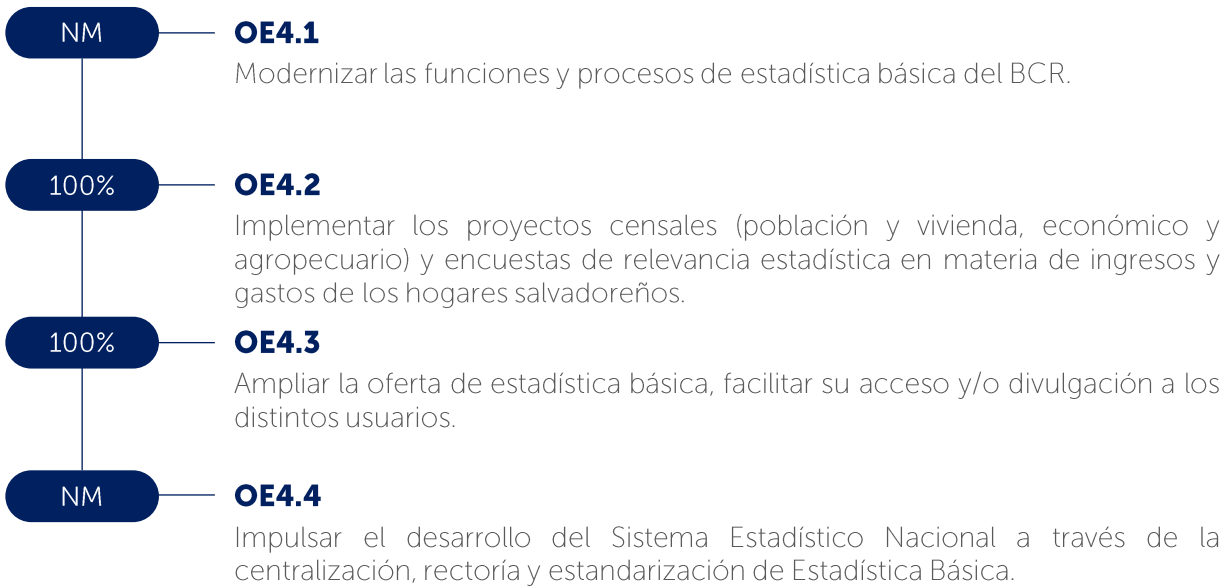 NM
OE4.1
Modernizar las funciones y procesos de estadística básica del BCR.
100%
OE4.2
Implementar los proyectos censales (población y vivienda, económico y
agropecuario) y encuestas de relevancia estadística en materia de ingresos y
gastos de los hogares salvadoreños.
100%
OE4.3
Ampliar la oferta de estadística básica, facilitar su acceso y/o divulgación a los
distintos usuarios.
NM
OE4.4
Impulsar el desarrollo del Sistema Estadístico Nacional a través de la
centralización, rectoría y estandarización de Estadística Básica.